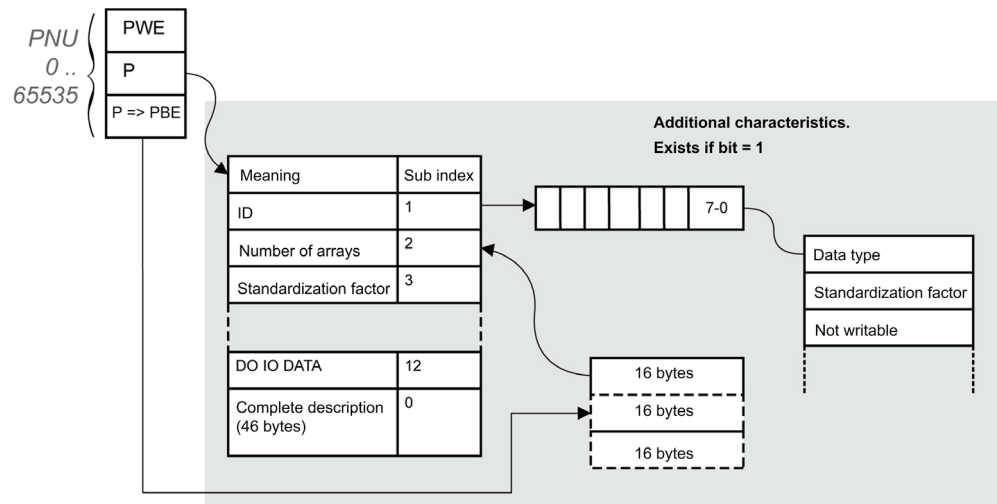 PWE
PNU
0 ..
65535
P
P => PBE
Additional characteristics.
Exists if bit = 1
Meaning
Sub index
ID
1
7-0
Number of arrays
2
Standardization factor
3
Data type
Standardization factor
Not writable
DO IO DATA
12
Complete description
(46 bytes)
0
16 bytes
16 bytes
16 bytes